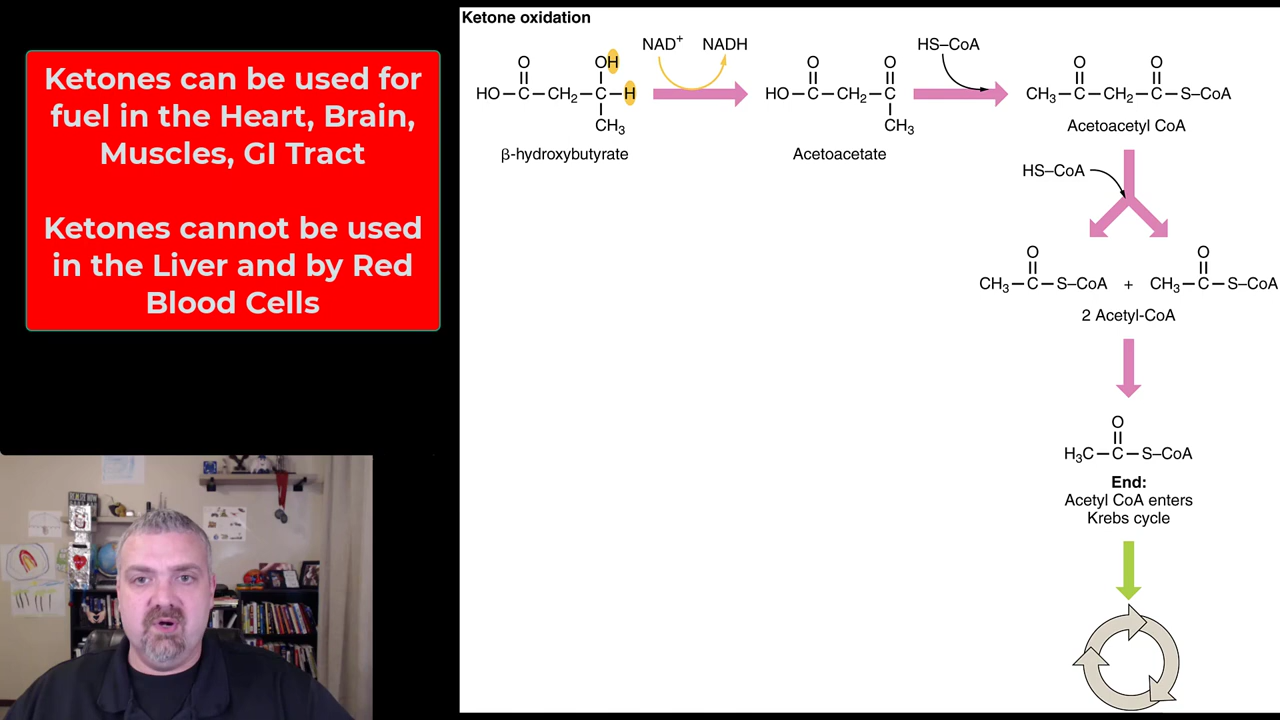 Ketones can be used for
fuel in the Heart, Brain,
Muscles, GI Tract
Ketones cannot be used
in the Liver and by Red
Blood Cells
Ketone oxidation
NAD⁺ NADH
HS–CoA
O OH
HO–C–CH₂–C–H
CH₃
β-hydroxybutyrate
O O
HO–C–CH₂–C
CH₃
Acetoacetate
O O
CH₃–C–CH₂–C–S–CoA
Acetoacetyl CoA
HS–CoA
O O
CH₃–C–S–CoA + CH₃–C–S–CoA
2 Acetyl-CoA
O
H₃C–C–S–CoA
End:
Acetyl CoA enters
Krebs cycle